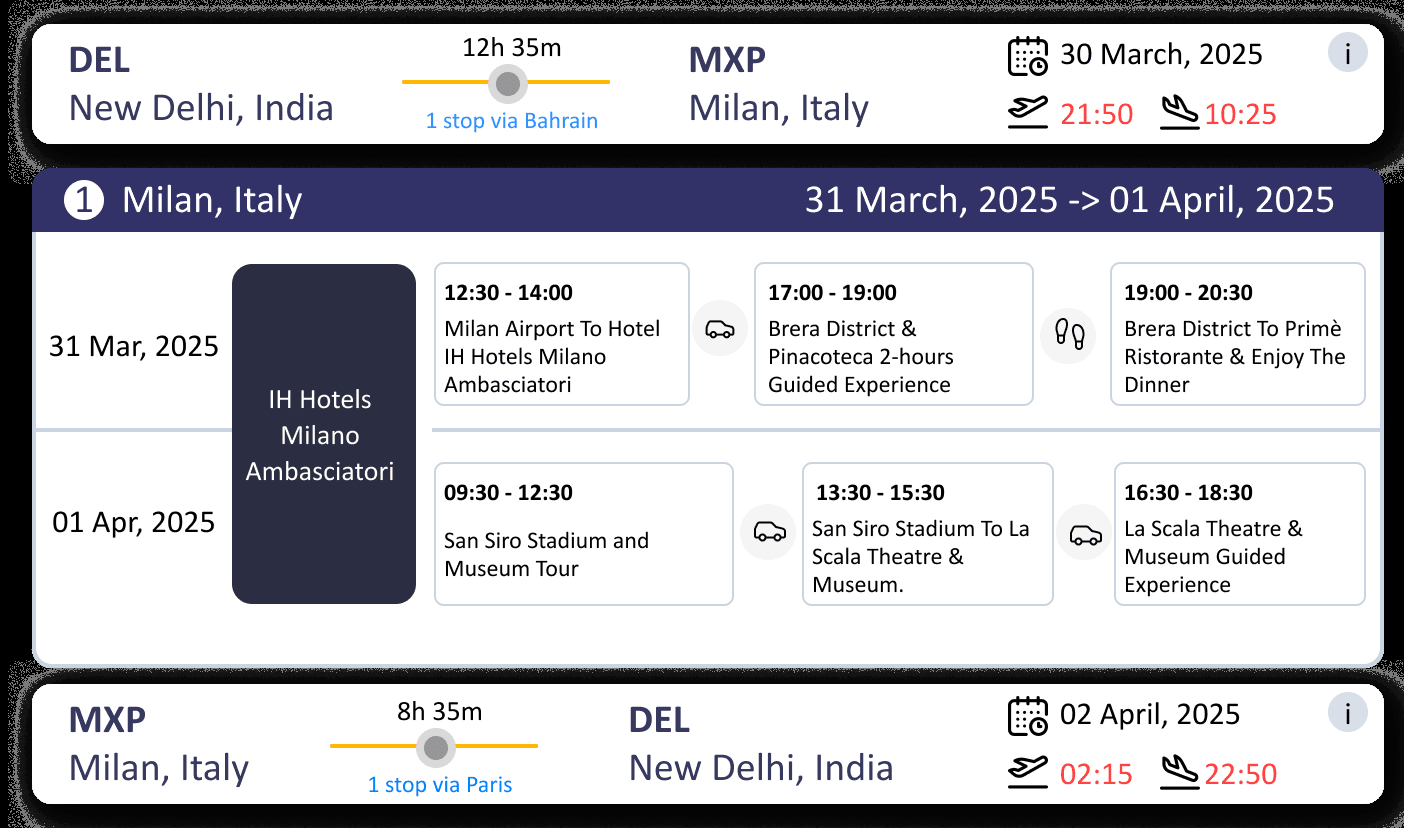 DEL
New Delhi, India
12h 35m
1 stop via Bahrain
MXP
Milan, Italy
30 March, 2025
21:50
10:25
i
1 Milan, Italy
31 March, 2025 -> 01 April, 2025
31 Mar, 2025
IH Hotels
Milano
Ambasciatori
12:30 - 14:00
Milan Airport To Hotel
IH Hotels Milano
Ambasciatori
17:00 - 19:00
Brera District &
Pinacoteca 2-hours
Guided Experience
19:00 - 20:30
Brera District To Primè
Ristorante & Enjoy The
Dinner
01 Apr, 2025
09:30 - 12:30
San Siro Stadium and
Museum Tour
13:30 - 15:30
San Siro Stadium To La
Scala Theatre &
Museum.
16:30 - 18:30
La Scala Theatre &
Museum Guided
Experience
MXP
Milan, Italy
8h 35m
1 stop via Paris
DEL
New Delhi, India
02 April, 2025
02:15
22:50
i